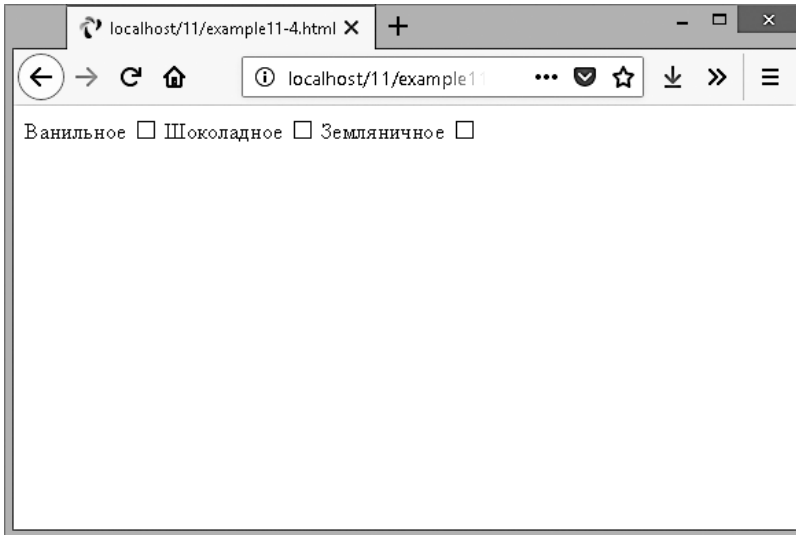 localhost/11/example11-4.html
localhost/11/example11
Ванильное Шоколадное Земляничное